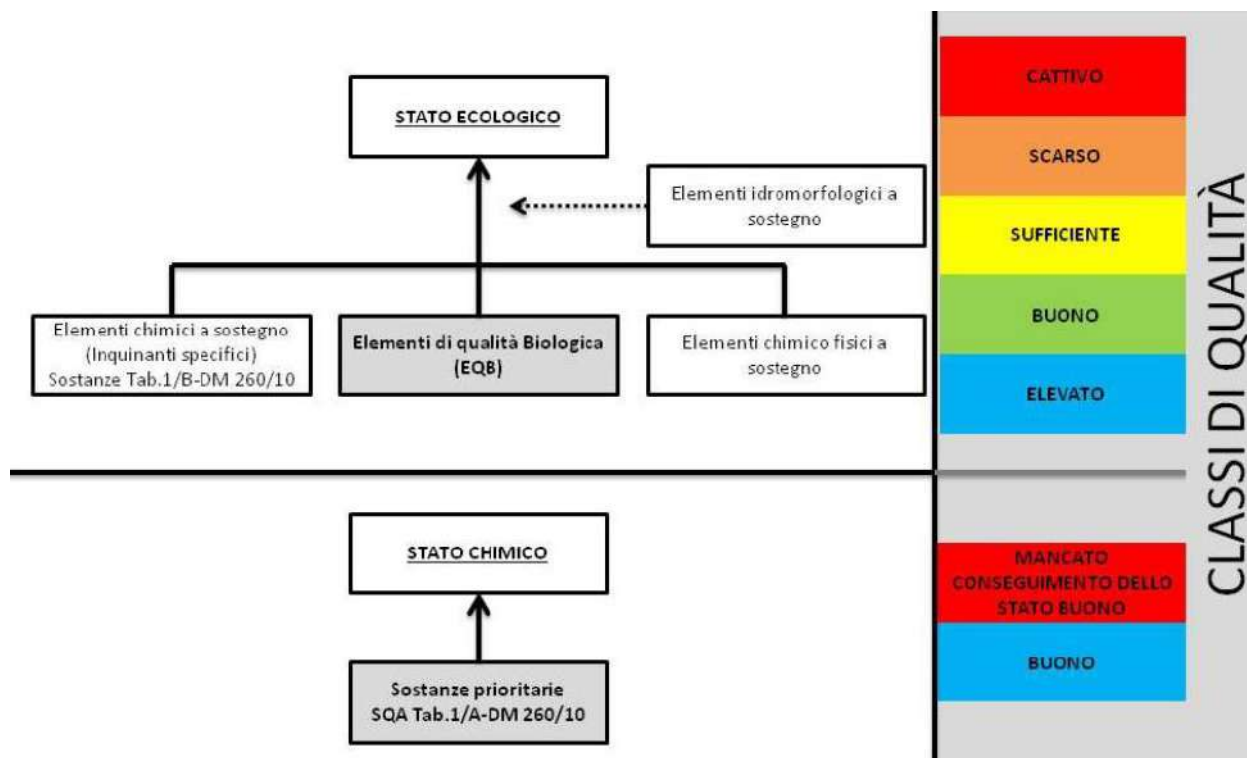 STATO ECOLOGICO
Elementi idromorfologici a
sostegno
Elementi chimici a sostegno
(Inquinanti specifici)
Sostanze Tab.1/B-DM 260/10
Elementi di qualità Biologica
(EQB)
Elementi chimico fisici a
sostegno
STATO CHIMICO
Sostanze prioritarie
SQA Tab.1/A-DM 260/10
CATTIVO
SCARSO
SUFFICIENTE
BUONO
ELEVATO
MANCATO
CONSEGUIMENTO DELLO
STATO BUONO
BUONO
CLASSI DI QUALITÀ